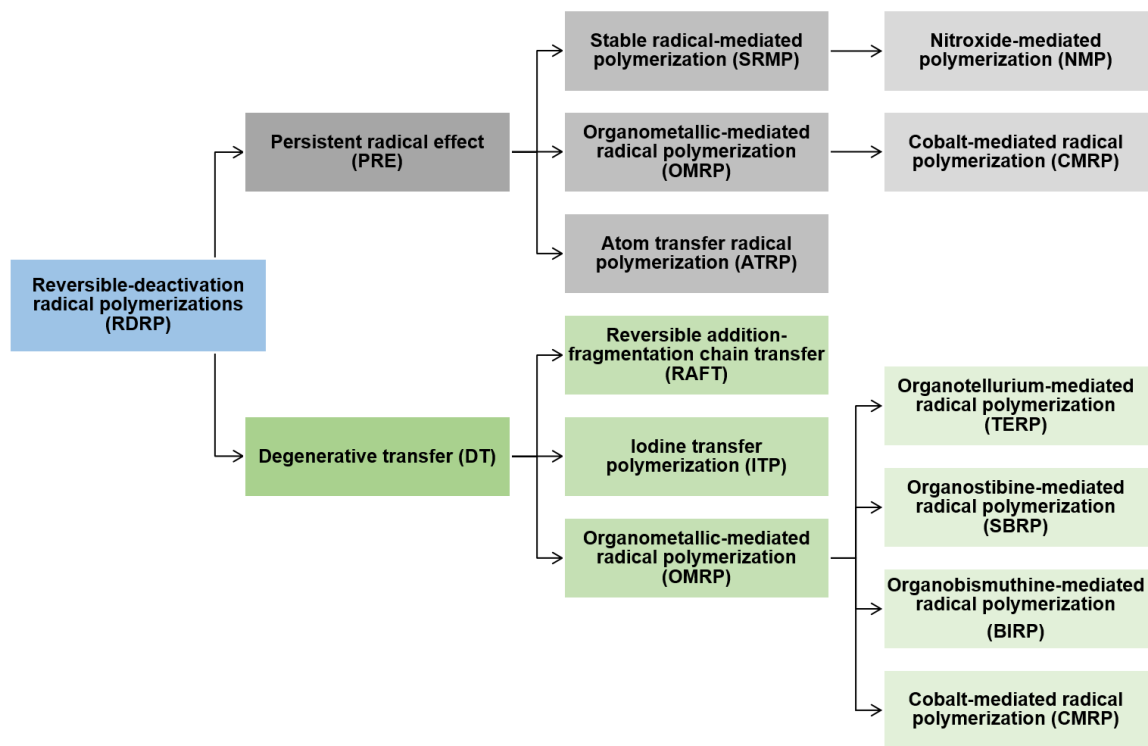 Stable radical-mediated
polymerization (SRMP)
Nitroxide-mediated
polymerization (NMP)
Persistent radical effect
(PRE)
Organometallic-mediated
radical polymerization
(OMRP)
Cobalt-mediated radical
polymerization (CMRP)
Atom transfer radical
polymerization (ATRP)
Reversible-deactivation
radical polymerizations
(RDRP)
Reversible addition-
fragmentation chain transfer
(RAFT)
Organotellurium-mediated
radical polymerization
(TERP)
Degenerative transfer (DT)
Iodine transfer
polymerization (ITP)
Organostibine-mediated
radical polymerization
(SBRP)
Organometallic-mediated
radical polymerization
(OMRP)
Organobismuthine-mediated
radical polymerization
(BIRP)
Cobalt-mediated radical
polymerization (CMRP)